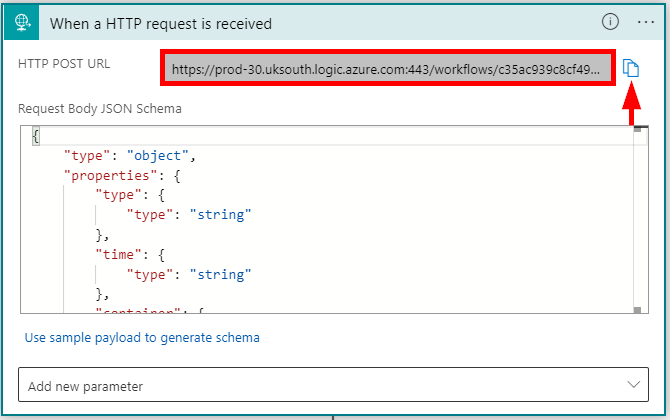 When a HTTP request is received
HTTP POST URL
https://prod-30.uksouth.logic.azure.com:443/workflows/c35ac939c8cf49...
Request Body JSON Schema
{
"type": "object",
"properties": {
"type": {
"type": "string"
},
"time": {
"type": "string"
},
"container": {
Use sample payload to generate schema
Add new parameter